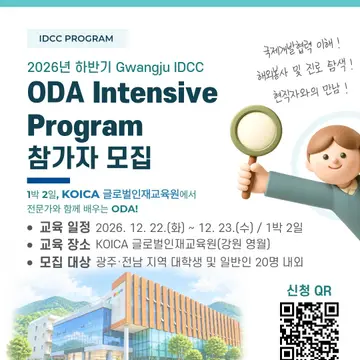 IDCC PROGRAM
2026년 하반기 Gwangju IDCC
ODA Intensive
Program
참가자 모집
국제개발협력 이해!
해외봉사 및 진로 탐색!
현직자와의 만남!
1박 2일, KOICA 글로벌인재교육원에서
전문가와 함께 배우는 ODA!
• 교육 일정 2026. 12. 22.(화) ~ 12. 23.(수) / 1박 2일
• 교육 장소 KOICA 글로벌인재교육원(강원 영월)
• 모집 대상 광주·전남 지역 대학생 및 일반인 20명 내외
신청 QR